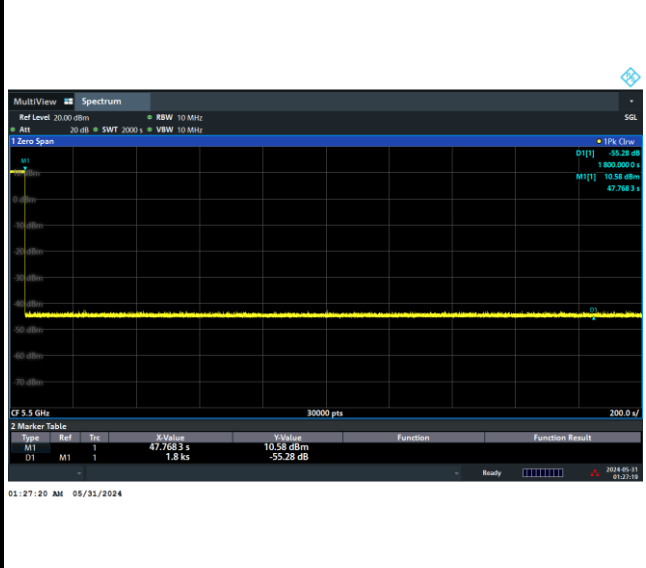 MultiView Spectrum
Ref Level 20.00 dBm RBW 10 MHz SGL
Att 20 dB SWT 2000 s VBW 10 MHz
1 Zero Span 1Pk Clrw
D1[1] -55.28 dB
1 800.000 0 s
M1[1] 10.58 dBm
47.768 3 s
M1
10 dBm
0 dBm
-10 dBm
-20 dBm
-30 dBm
-40 dBm
D1
-50 dBm
-60 dBm
-70 dBm
CF 5.5 GHz 30000 pts 200.0 s/
2 Marker Table
Type Ref Trc X-Value Y-Value Function Function Result
M1 1 47.768 3 s 10.58 dBm
D1 M1 1 1.8 ks -55.28 dB
Ready 2024-05-31
01:27:19
01:27:20 AM 05/31/2024